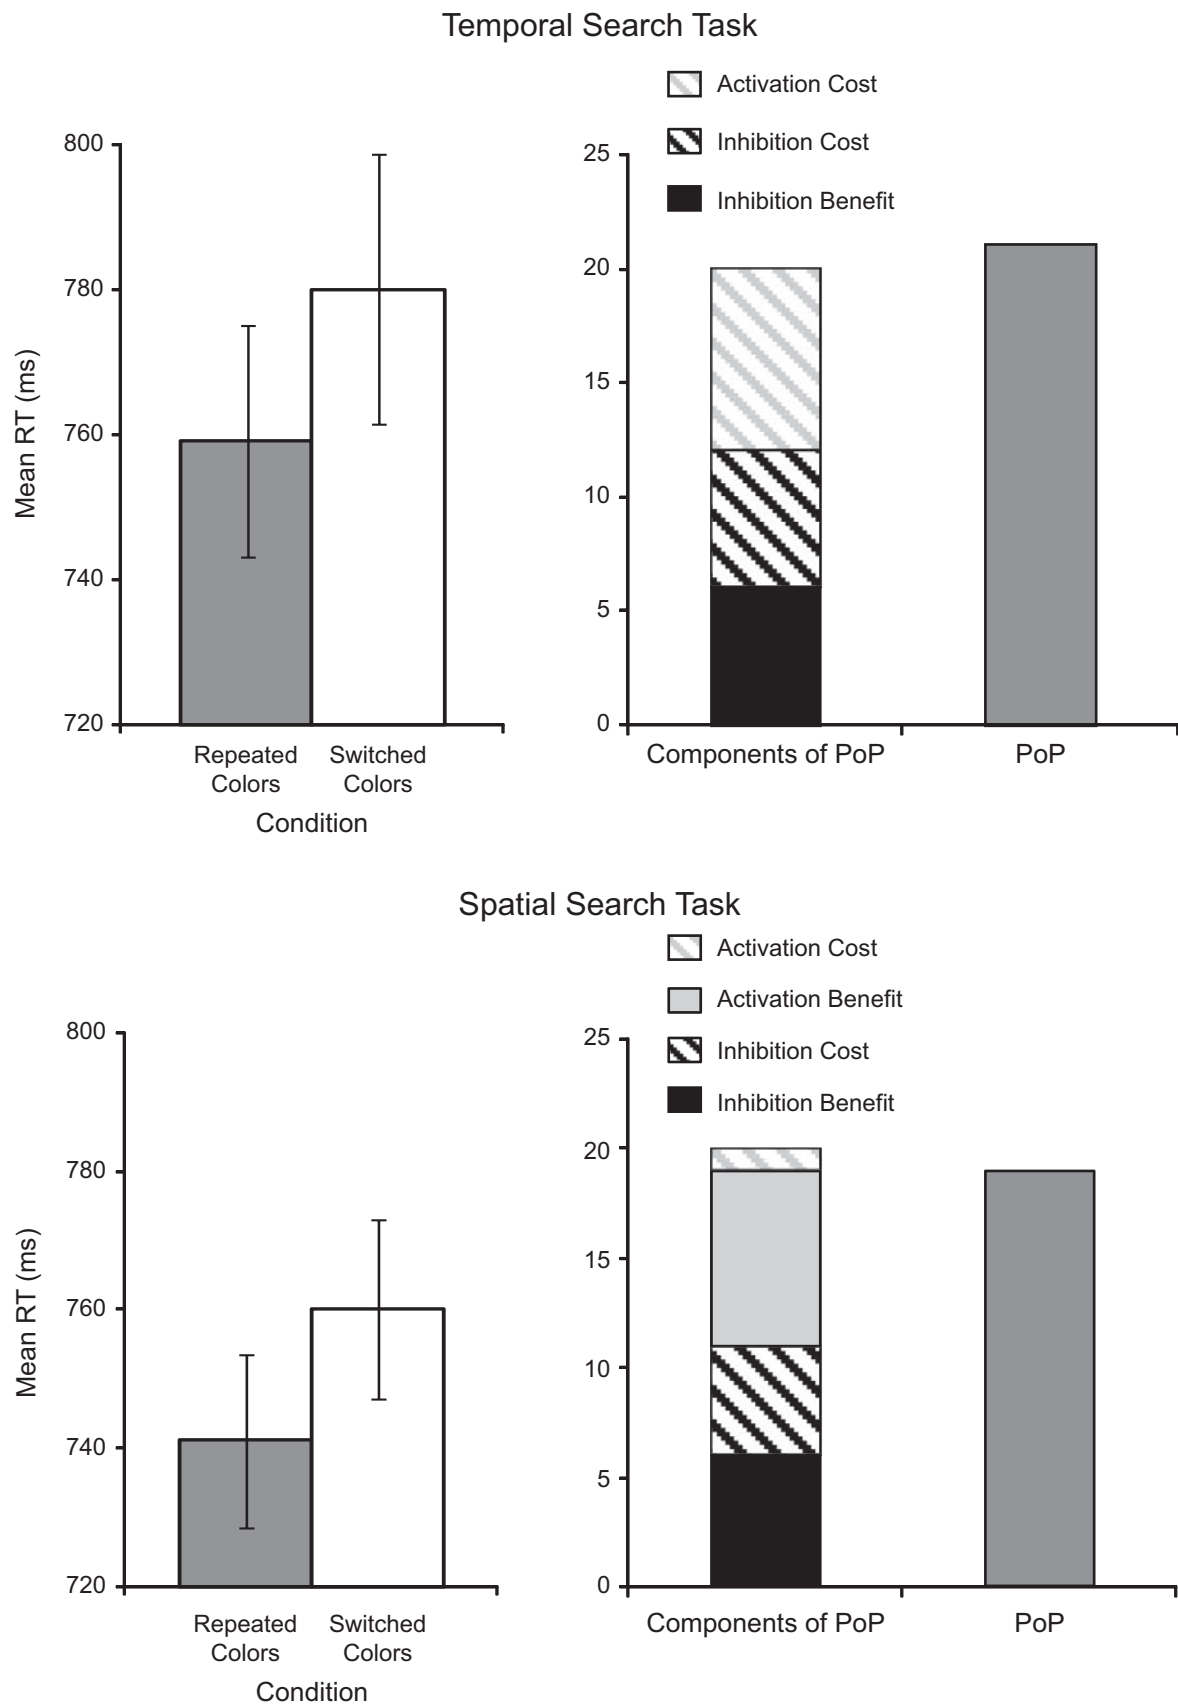 Temporal Search Task
Activation Cost
Inhibition Cost
Inhibition Benefit
800
780
760
740
720
Mean RT (ms)
Repeated Colors
Switched Colors
Condition
25
20
15
10
5
0
Components of PoP
PoP
Spatial Search Task
Activation Cost
Activation Benefit
Inhibition Cost
Inhibition Benefit
800
780
760
740
720
Mean RT (ms)
Repeated Colors
Switched Colors
Condition
25
20
15
10
5
0
Components of PoP
PoP